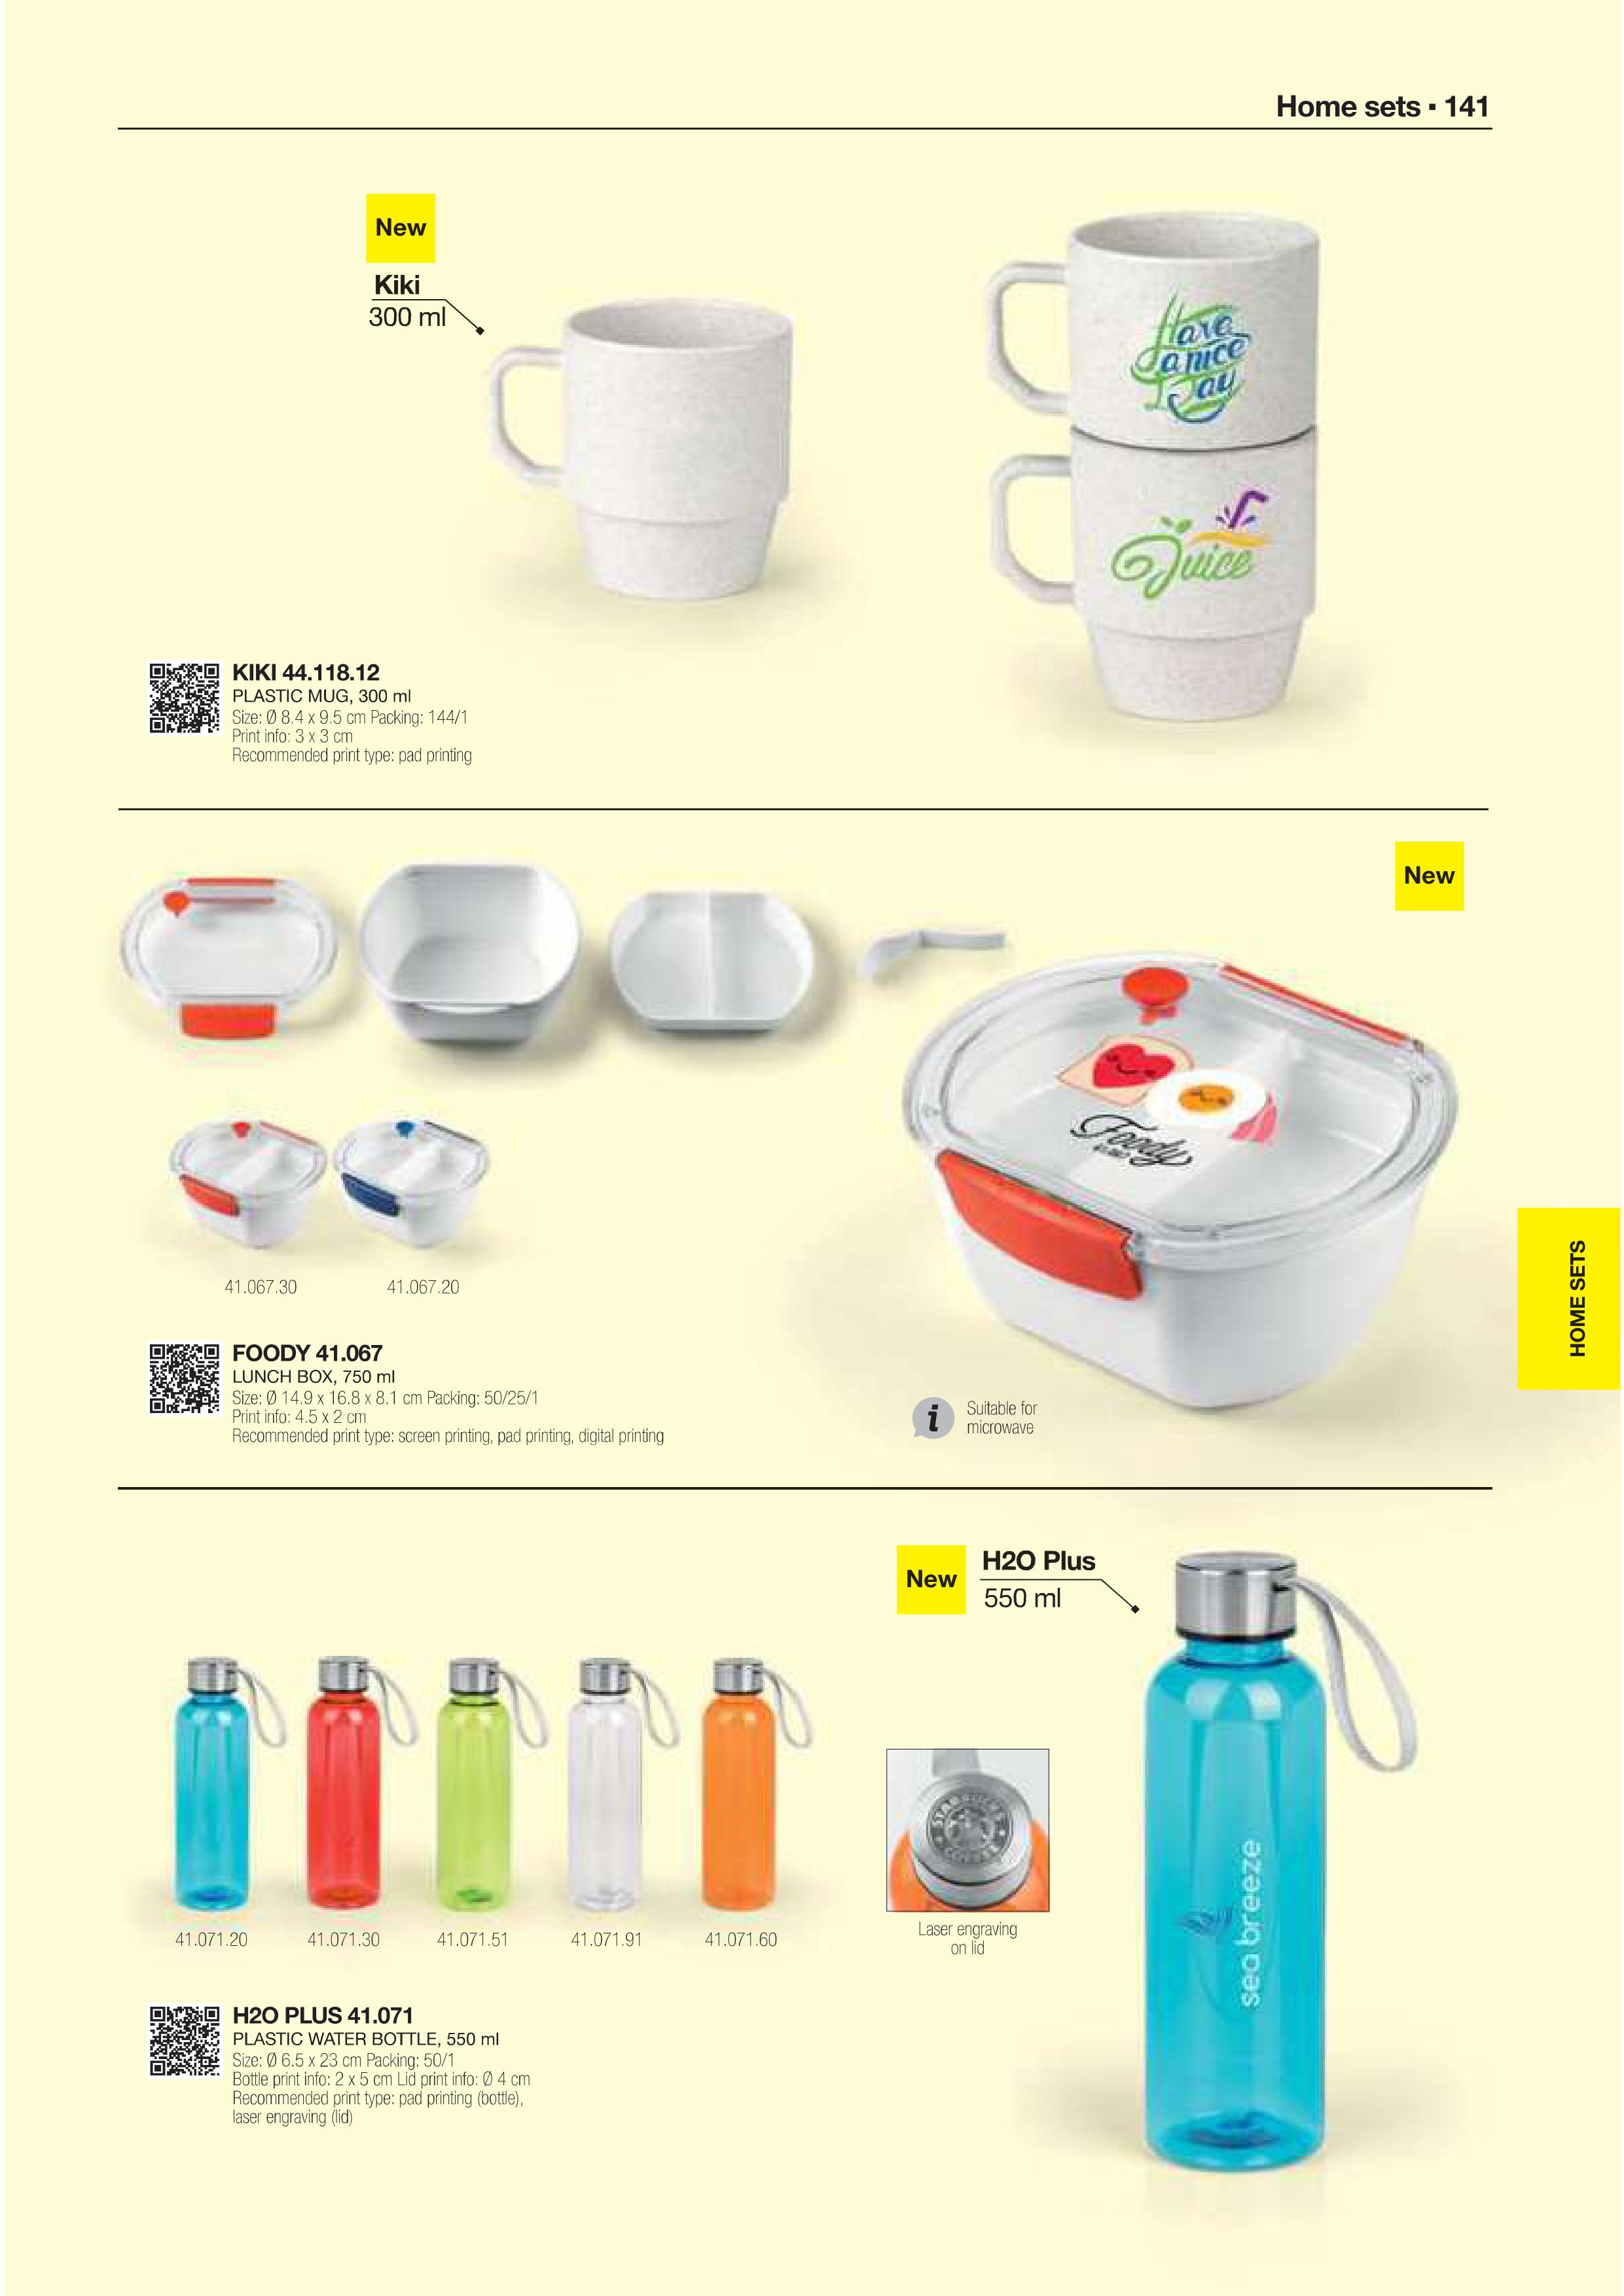 Home sets ▪ 141
New
Kiki
300 ml
Have
a nice
Day
Juice
KIKI 44.118.12
PLASTIC MUG, 300 ml
Size: Ø 8.4 x 9.5 cm Packing: 144/1
Print info: 3 x 3 cm
Recommended print type: pad printing
New
Foody
41.067.30
41.067.20
FOODY 41.067
LUNCH BOX, 750 ml
Size: Ø 14.9 x 16.8 x 8.1 cm Packing: 50/25/1
Print info: 4.5 x 2 cm
Recommended print type: screen printing, pad printing, digital printing
Suitable for
microwave
HOME SETS
New
H2O Plus
550 ml
STARBUCKS
COFFEE
sea breeze
Laser engraving
on lid
41.071.20
41.071.30
41.071.51
41.071.91
41.071.60
H2O PLUS 41.071
PLASTIC WATER BOTTLE, 550 ml
Size: Ø 6.5 x 23 cm Packing: 50/1
Bottle print info: 2 x 5 cm Lid print info: Ø 4 cm
Recommended print type: pad printing (bottle),
laser engraving (lid)